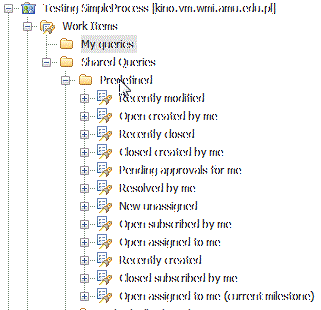 Testing SimpleProcess [kino.vm.wmi.amu.edu.pl]
Work Items
My queries
Shared Queries
Predefined
Recently modified
Open created by me
Recently closed
Closed created by me
Pending approvals for me
Resolved by me
New unassigned
Open subscribed by me
Open assigned to me
Recently created
Closed subscribed by me
Open assigned to me (current milestone)